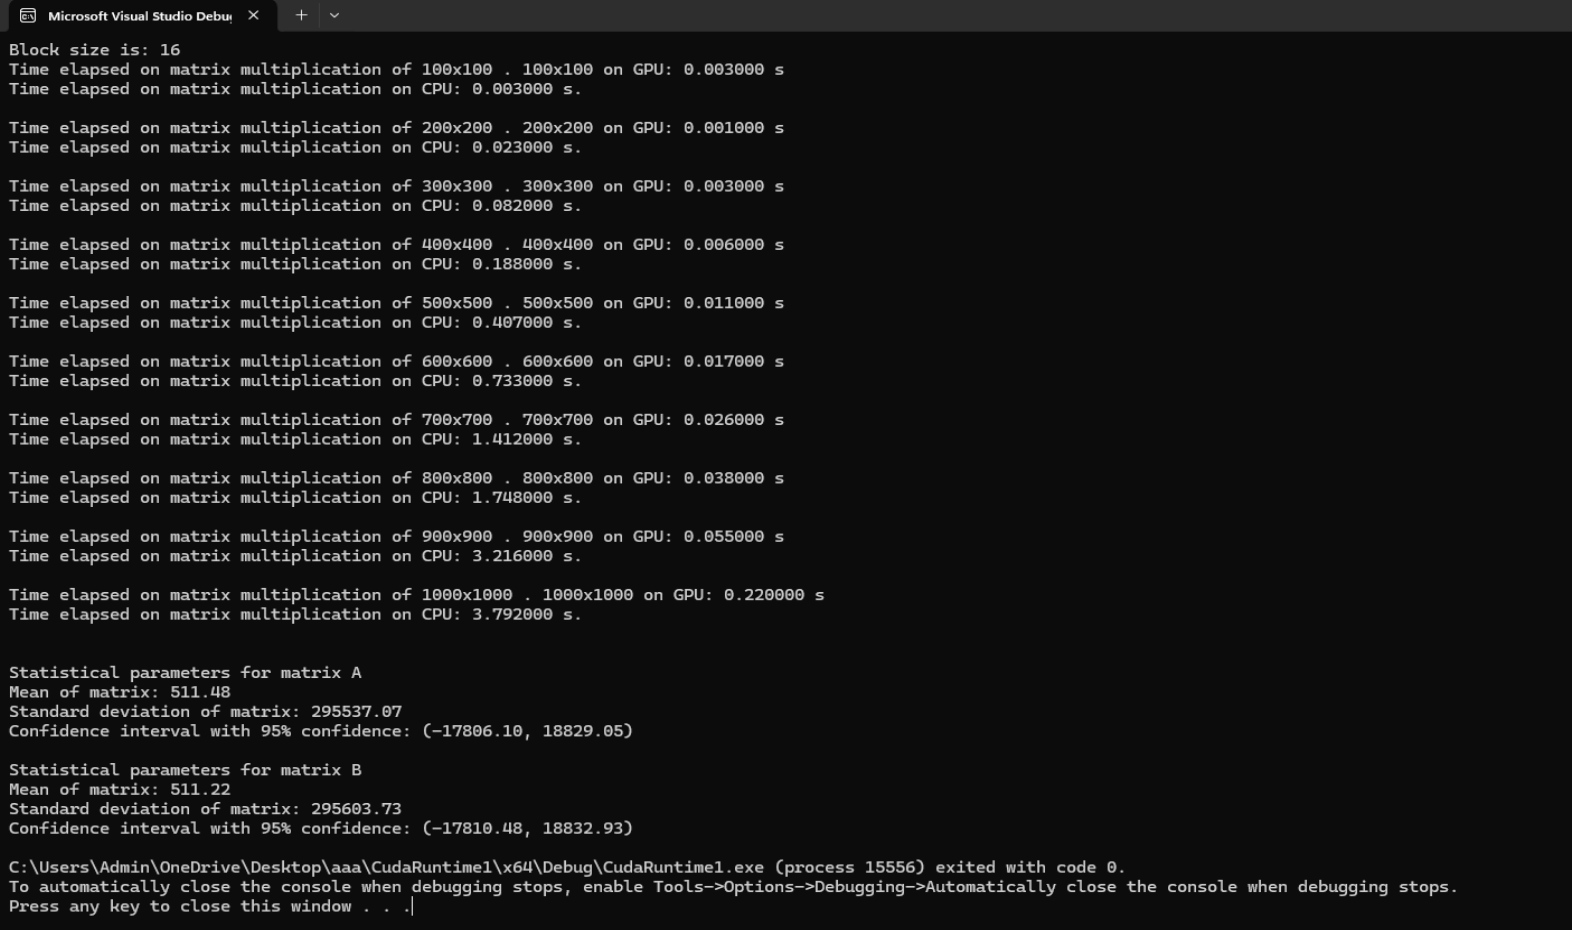 Microsoft Visual Studio Debu
Block size is: 16
Time elapsed on matrix multiplication of 100x100 . 100x100 on GPU: 0.003000 s
Time elapsed on matrix multiplication on CPU: 0.003000 s.
Time elapsed on matrix multiplication of 200x200 . 200x200 on GPU: 0.001000 s
Time elapsed on matrix multiplication on CPU: 0.023000 s.
Time elapsed on matrix multiplication of 300x300 . 300x300 on GPU: 0.003000 s
Time elapsed on matrix multiplication on CPU: 0.082000 s.
Time elapsed on matrix multiplication of 400x400 . 400x400 on GPU: 0.006000 s
Time elapsed on matrix multiplication on CPU: 0.188000 s.
Time elapsed on matrix multiplication of 500x500 . 500x500 on GPU: 0.011000 s
Time elapsed on matrix multiplication on CPU: 0.407000 s.
Time elapsed on matrix multiplication of 600x600 . 600x600 on GPU: 0.017000 s
Time elapsed on matrix multiplication on CPU: 0.733000 s.
Time elapsed on matrix multiplication of 700x700 . 700x700 on GPU: 0.026000 s
Time elapsed on matrix multiplication on CPU: 1.412000 s.
Time elapsed on matrix multiplication of 800x800 . 800x800 on GPU: 0.038000 s
Time elapsed on matrix multiplication on CPU: 1.748000 s.
Time elapsed on matrix multiplication of 900x900 . 900x900 on GPU: 0.055000 s
Time elapsed on matrix multiplication on CPU: 3.216000 s.
Time elapsed on matrix multiplication of 1000x1000 . 1000x1000 on GPU: 0.220000 s
Time elapsed on matrix multiplication on CPU: 3.792000 s.
Statistical parameters for matrix A
Mean of matrix: 511.48
Standard deviation of matrix: 295537.07
Confidence interval with 95% confidence: (-17806.10, 18829.05)
Statistical parameters for matrix B
Mean of matrix: 511.22
Standard deviation of matrix: 295603.73
Confidence interval with 95% confidence: (-17810.48, 18832.93)
C:\Users\Admin\OneDrive\Desktop\aaa\CudaRuntime1\x64\Debug\CudaRuntime1.exe (process 15556) exited with code 0.
To automatically close the console when debugging stops, enable Tools->Options->Debugging->Automatically close the console when debugging stops.
Press any key to close this window . . .